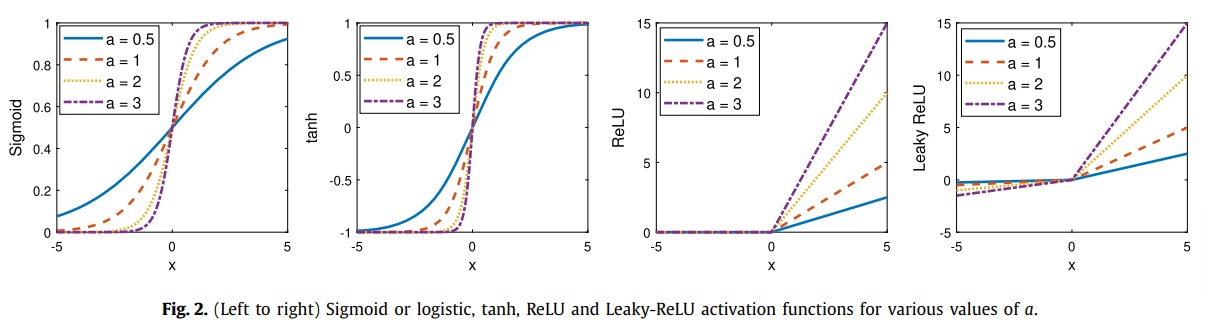 Sigmoid
1
0.8
0.6
0.4
0.2
0
-5
0
5
x
a = 0.5
a = 1
a = 2
a = 3
tanh
1
0.5
0
-0.5
-1
-5
0
5
x
a = 0.5
a = 1
a = 2
a = 3
ReLU
15
10
5
0
-5
0
5
x
a = 0.5
a = 1
a = 2
a = 3
Leaky ReLU
15
10
5
0
-5
-5
0
5
x
a = 0.5
a = 1
a = 2
a = 3
Fig. 2. (Left to right) Sigmoid or logistic, tanh, ReLU and Leaky-ReLU activation functions for various values of a.